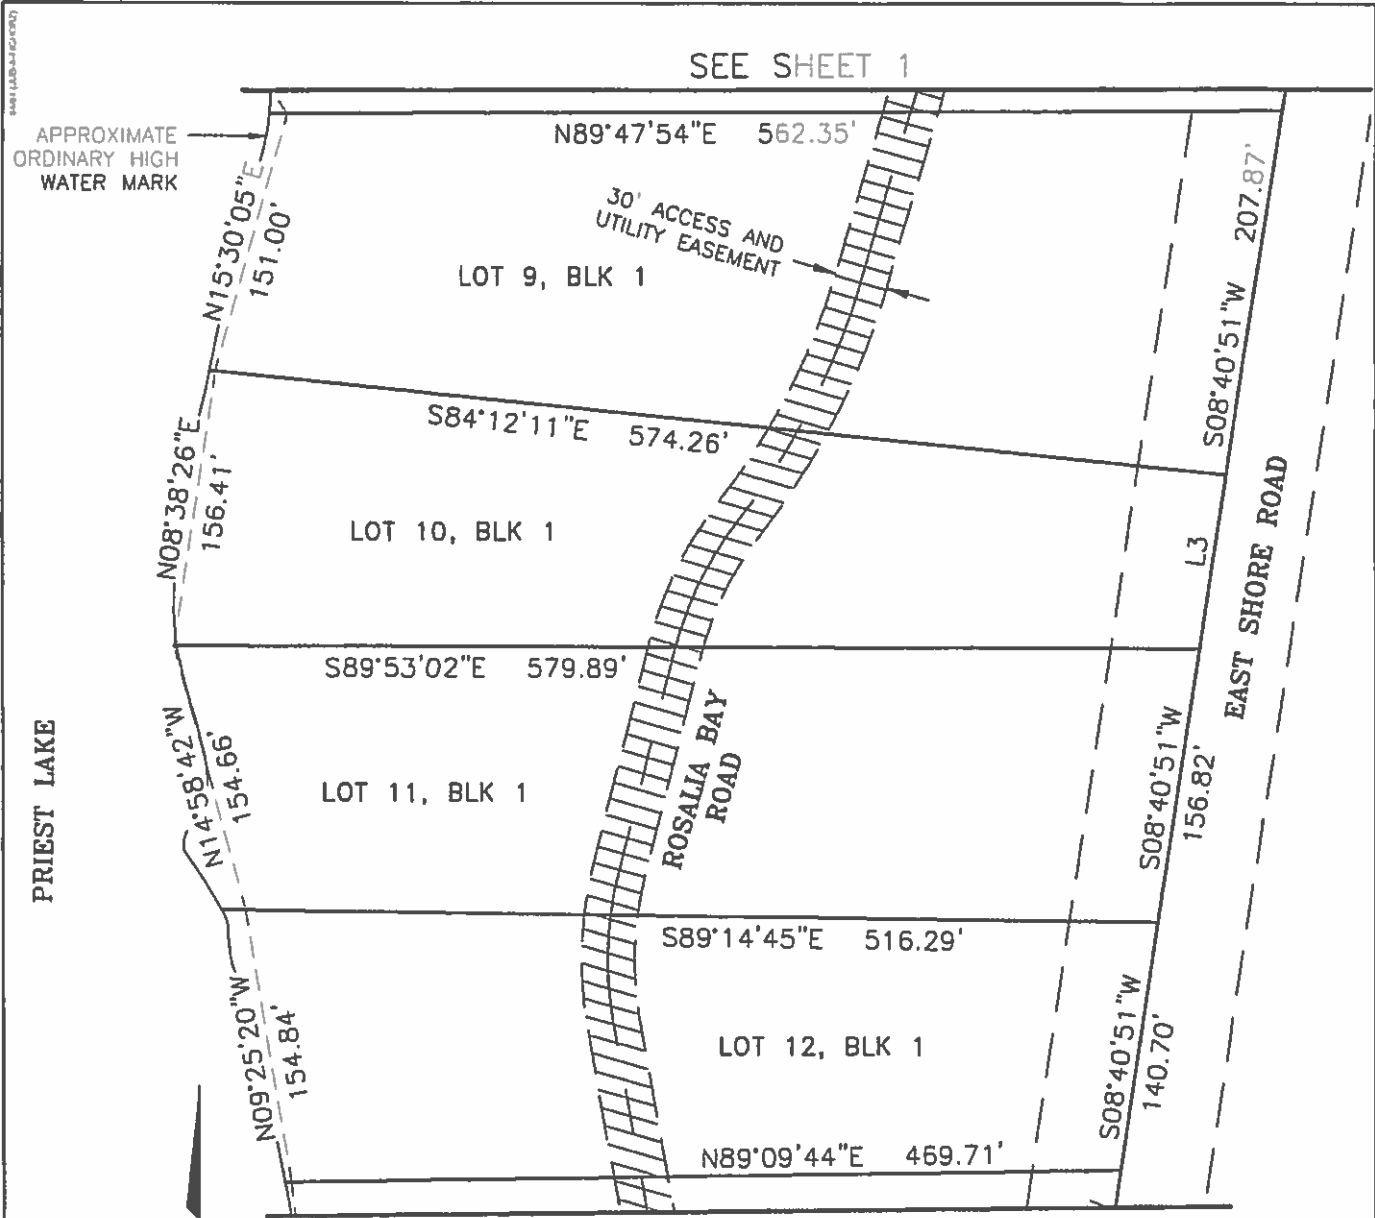 SEE SHEET 1
APPROXIMATE
ORDINARY HIGH
WATER MARK
N89°47'54"E 562.35'
30' ACCESS AND
UTILITY EASEMENT
N15°30'05"E
151.00'
LOT 9, BLK 1
S08°40'51"W 207.87'
S84°12'11"E 574.26'
N08°38'26"E
156.41'
LOT 10, BLK 1
L3
EAST SHORE ROAD
S89°53'02"E 579.89'
PRIEST LAKE
N14°58'42"W
154.66'
LOT 11, BLK 1
ROSALIA BAY
ROAD
S08°40'51"W
156.82'
S89°14'45"E 516.29'
N09°25'20"W
154.84'
LOT 12, BLK 1
S08°40'51"W
140.70'
N89°09'44"E 469.71'